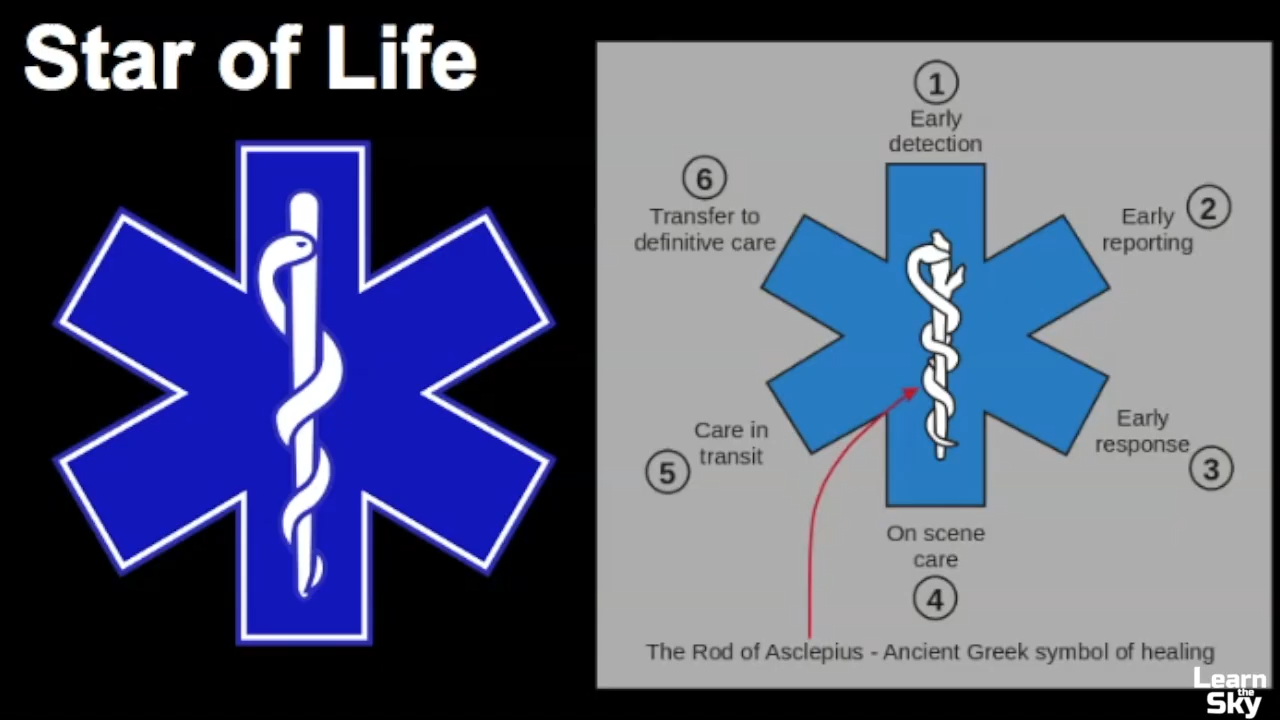 Star of Life
1
Early
detection
2
Early
reporting
3
Early
response
4
On scene
care
5
Care in
transit
6
Transfer to
definitive care
The Rod of Asclepius - Ancient Greek symbol of healing
Learn
the
Sky